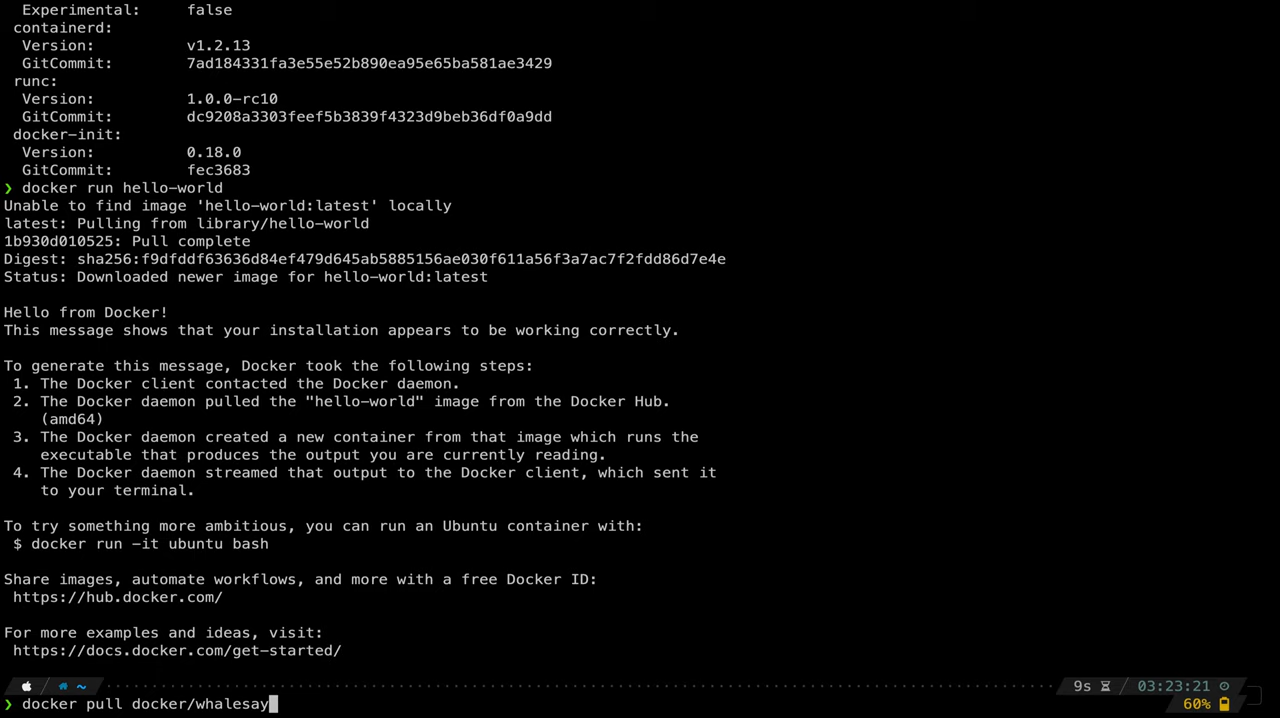 Experimental: false
containerd:
Version: v1.2.13
GitCommit: 7ad184331fa3e55e52b890ea95e65ba581ae3429
runc:
Version: 1.0.0-rc10
GitCommit: dc9208a3303feef5b3839f4323d9beb36df0a9dd
docker-init:
Version: 0.18.0
GitCommit: fec3683
❯ docker run hello-world
Unable to find image 'hello-world:latest' locally
latest: Pulling from library/hello-world
1b930d010525: Pull complete
Digest: sha256:f9dfddf63636d84ef479d645ab5885156ae030f611a56f3a7ac7f2fdd86d7e4e
Status: Downloaded newer image for hello-world:latest
Hello from Docker!
This message shows that your installation appears to be working correctly.
To generate this message, Docker took the following steps:
1. The Docker client contacted the Docker daemon.
2. The Docker daemon pulled the "hello-world" image from the Docker Hub.
(amd64)
3. The Docker daemon created a new container from that image which runs the
executable that produces the output you are currently reading.
4. The Docker daemon streamed that output to the Docker client, which sent it
to your terminal.
To try something more ambitious, you can run an Ubuntu container with:
$ docker run -it ubuntu bash
Share images, automate workflows, and more with a free Docker ID:
https://hub.docker.com/
For more examples and ideas, visit:
https://docs.docker.com/get-started/
~ 9s 03:23:21
❯ docker pull docker/whalesay 60%